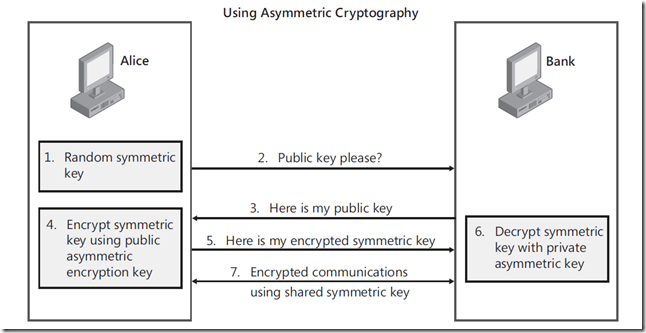 Using Asymmetric Cryptography
Alice
Bank
1. Random symmetric
key
2. Public key please?
3. Here is my public key
4. Encrypt symmetric
key using public
asymmetric
encryption key
5. Here is my encrypted symmetric key
6. Decrypt symmetric
key with private
asymmetric key
7. Encrypted communications
using shared symmetric key